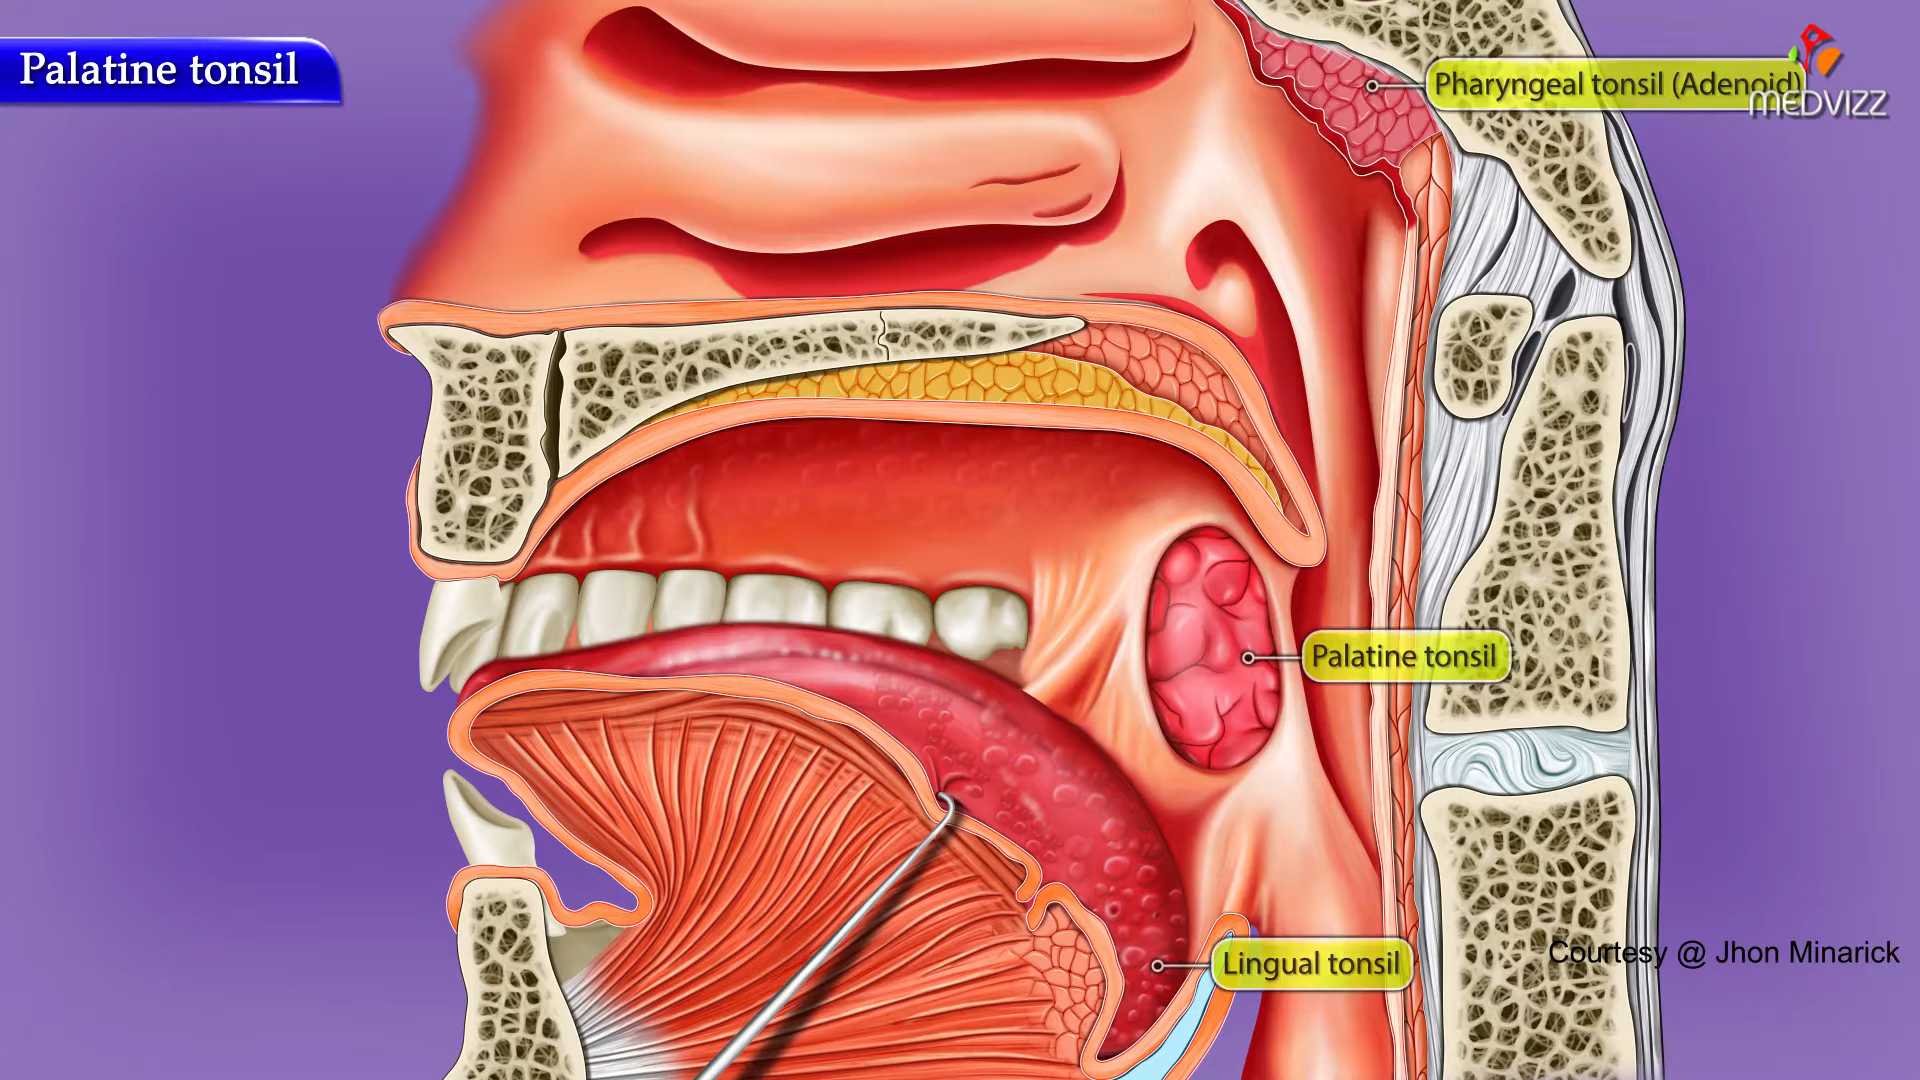 Palatine tonsil
Pharyngeal tonsil (Adenoid)
MEDVIZZ
Palatine tonsil
Courtesy @ Jhon Minarick
Lingual tonsil